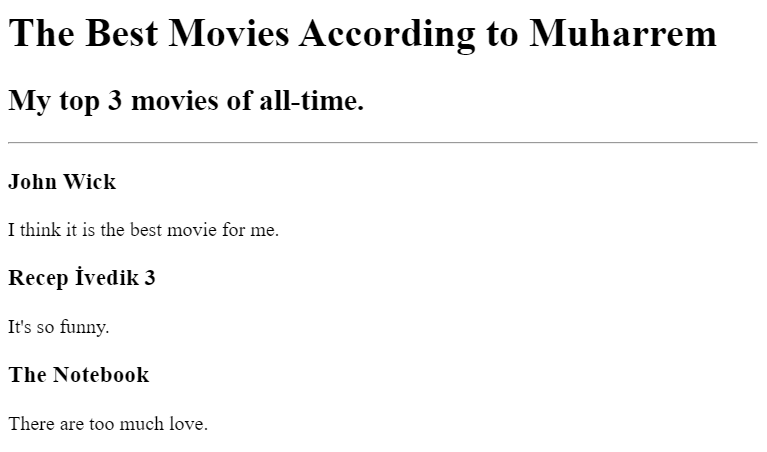 The Best Movies According to Muharrem
My top 3 movies of all-time.
John Wick
I think it is the best movie for me.
Recep İvedik 3
It's so funny.
The Notebook
There are too much love.